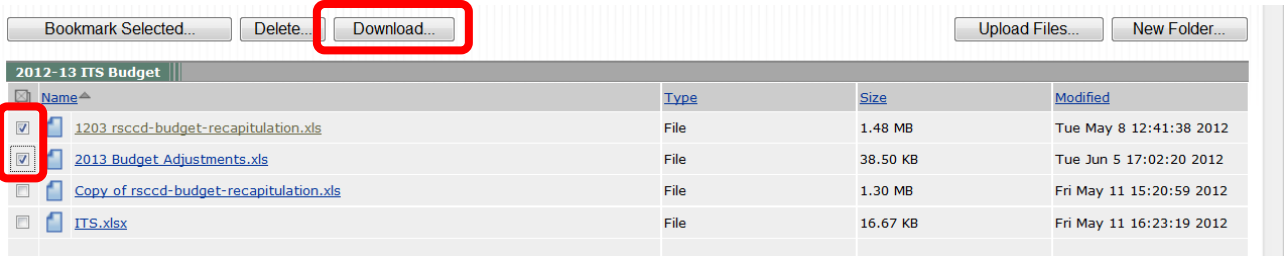 Bookmark Selected... Delete... Download... Upload Files... New Folder...
2012-13 ITS Budget
Name Type Size Modified
1203 rsccd-budget-recapitulation.xls File 1.48 MB Tue May 8 12:41:38 2012
2013 Budget Adjustments.xls File 38.50 KB Tue Jun 5 17:02:20 2012
Copy of rsccd-budget-recapitulation.xls File 1.30 MB Fri May 11 15:20:59 2012
ITS.xlsx File 16.67 KB Fri May 11 16:23:19 2012